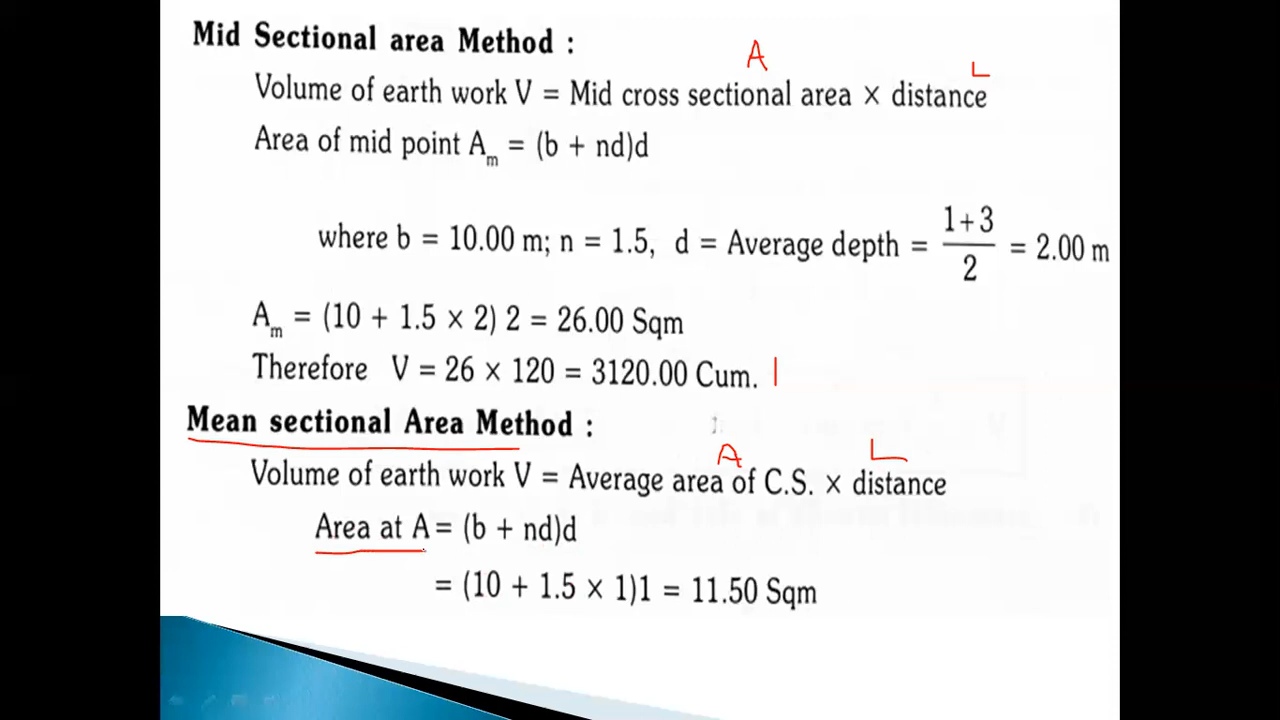 Mid Sectional area Method :
A L
Volume of earth work V = Mid cross sectional area × distance
Area of mid point Aₘ = (b + nd)d
where b = 10.00 m; n = 1.5, d = Average depth = (1+3)/2 = 2.00 m
Aₘ = (10 + 1.5 × 2) 2 = 26.00 Sqm
Therefore V = 26 × 120 = 3120.00 Cum.
Mean sectional Area Method :
A L
Volume of earth work V = Average area of C.S. × distance
Area at A = (b + nd)d
= (10 + 1.5 × 1)1 = 11.50 Sqm